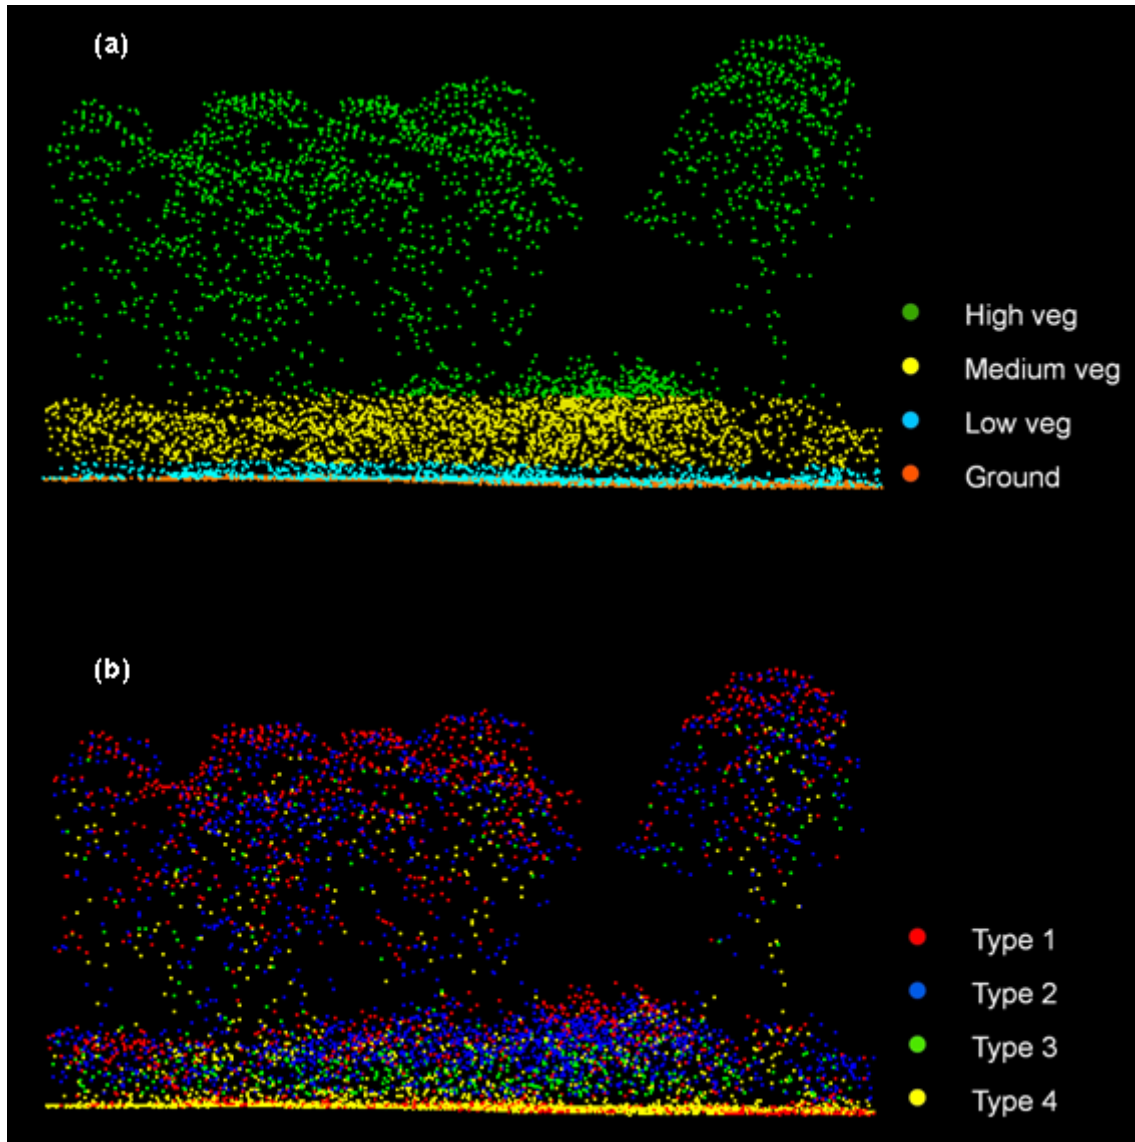 (a)
High veg
Medium veg
Low veg
Ground
(b)
Type 1
Type 2
Type 3
Type 4